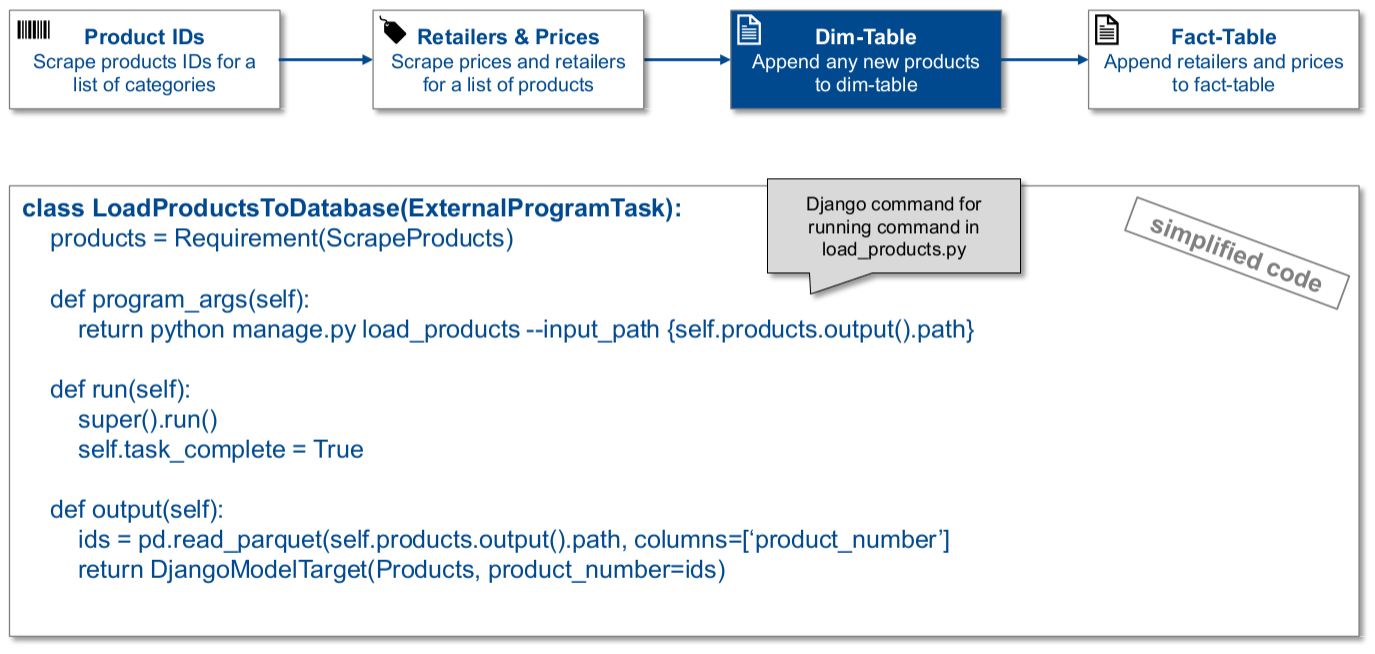 Product IDs
Scrape products IDs for a
list of categories
Retailers & Prices
Scrape prices and retailers
for a list of products
Dim-Table
Append any new products
to dim-table
Fact-Table
Append retailers and prices
to fact-table
class LoadProductsToDatabase(ExternalProgramTask):
products = Requirement(ScrapeProducts)
Django command for
running command in
load_products.py
simplified code
def program_args(self):
return python manage.py load_products --input_path {self.products.output().path}
def run(self):
super().run()
self.task_complete = True
def output(self):
ids = pd.read_parquet(self.products.output().path, columns=[‘product_number’]
return DjangoModelTarget(Products, product_number=ids)